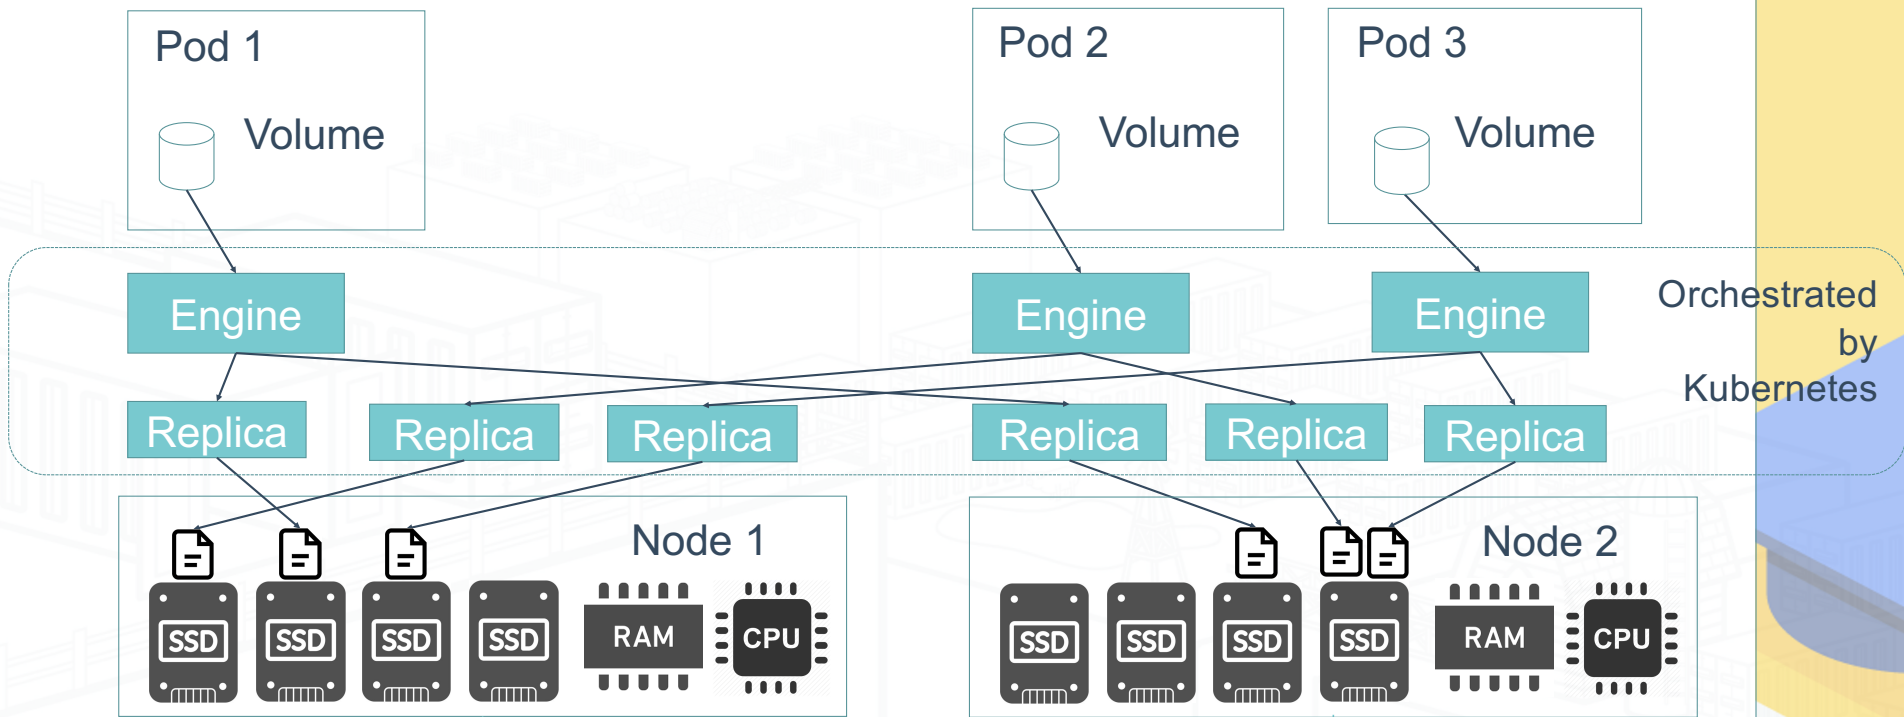 Pod 1
Volume
Pod 2
Volume
Pod 3
Volume
Engine
Engine
Engine
Orchestrated
by
Kubernetes
Replica
Replica
Replica
Replica
Replica
Replica
Node 1
SSD
SSD
SSD
SSD
RAM
CPU
Node 2
SSD
SSD
SSD
SSD
RAM
CPU